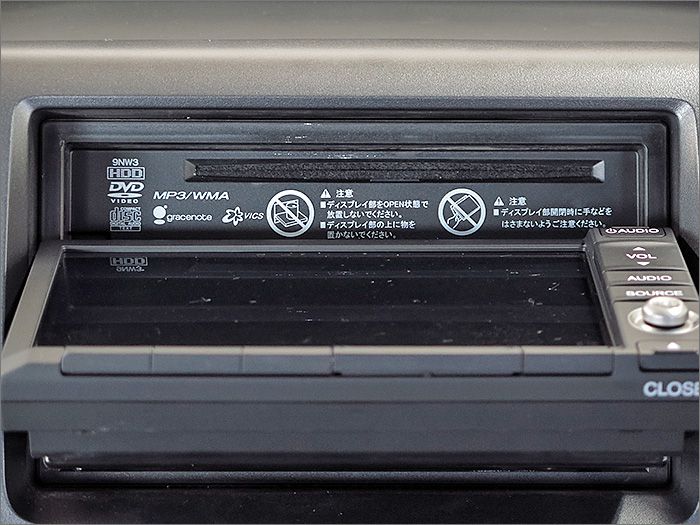 9NW3
HDD
DVD
VIDEO
COMPACT
disc
TEXT
MP3/WMA
gracenote
VICS
注意
■ディスプレイ部をOPEN状態で
放置しないでください。
■ディスプレイ部の上に物を
置かないでください。
注意
■ディスプレイ部開閉時に手などを
はさまないようご注意ください。
AUDIO
VOL
AUDIO
SOURCE
CLOSE